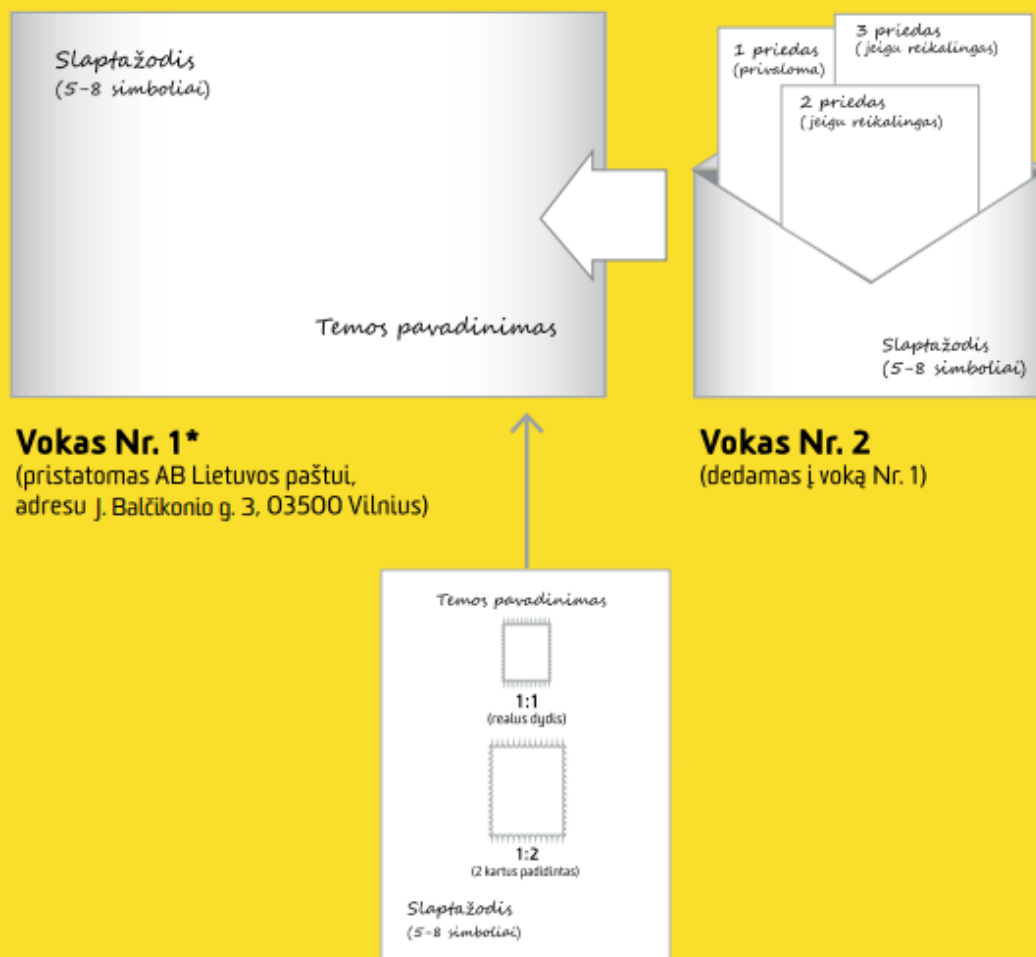 Slaptažodis
(5-8 simboliai)
Temos pavadinimas
1 priedas
(privaloma)
3 priedas
(jeigu reikalingas)
2 priedas
(jeigu reikalingas)
Slaptažodis
(5-8 simboliai)
Vokas Nr. 1*
(pristatomas AB Lietuvos paštui,
adresu J. Balčikonio g. 3, 03500 Vilnius)
Vokas Nr. 2
(dedamas į voką Nr. 1)
Temos pavadinimas
1:1
(realus dydis)
1:2
(2 kartus padidintas)
Slaptažodis
(5-8 simboliai)